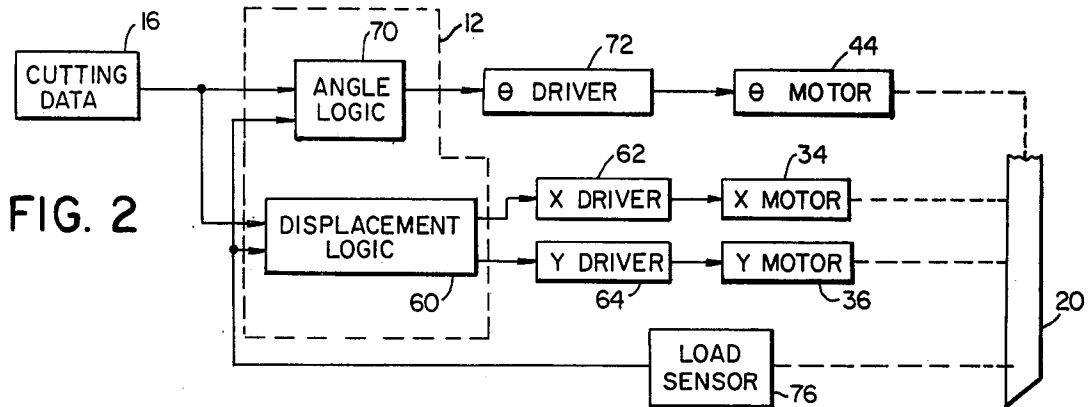 16
CUTTING
DATA
70
ANGLE
LOGIC
12
72
θ DRIVER
44
θ MOTOR
FIG. 2
DISPLACEMENT
LOGIC
60
62
X DRIVER
34
X MOTOR
Y DRIVER
64
Y MOTOR
36
20
LOAD
SENSOR
76